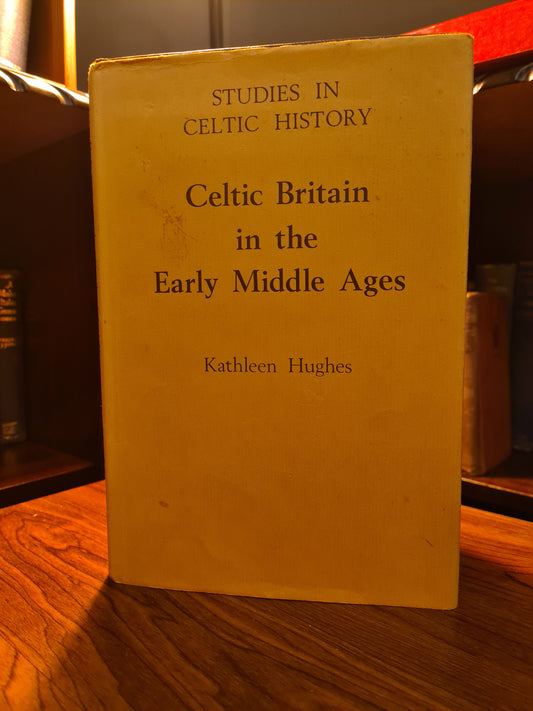 STUDIES IN
CELTIC HISTORY
Celtic Britain
in the
Early Middle Ages
Kathleen Hughes